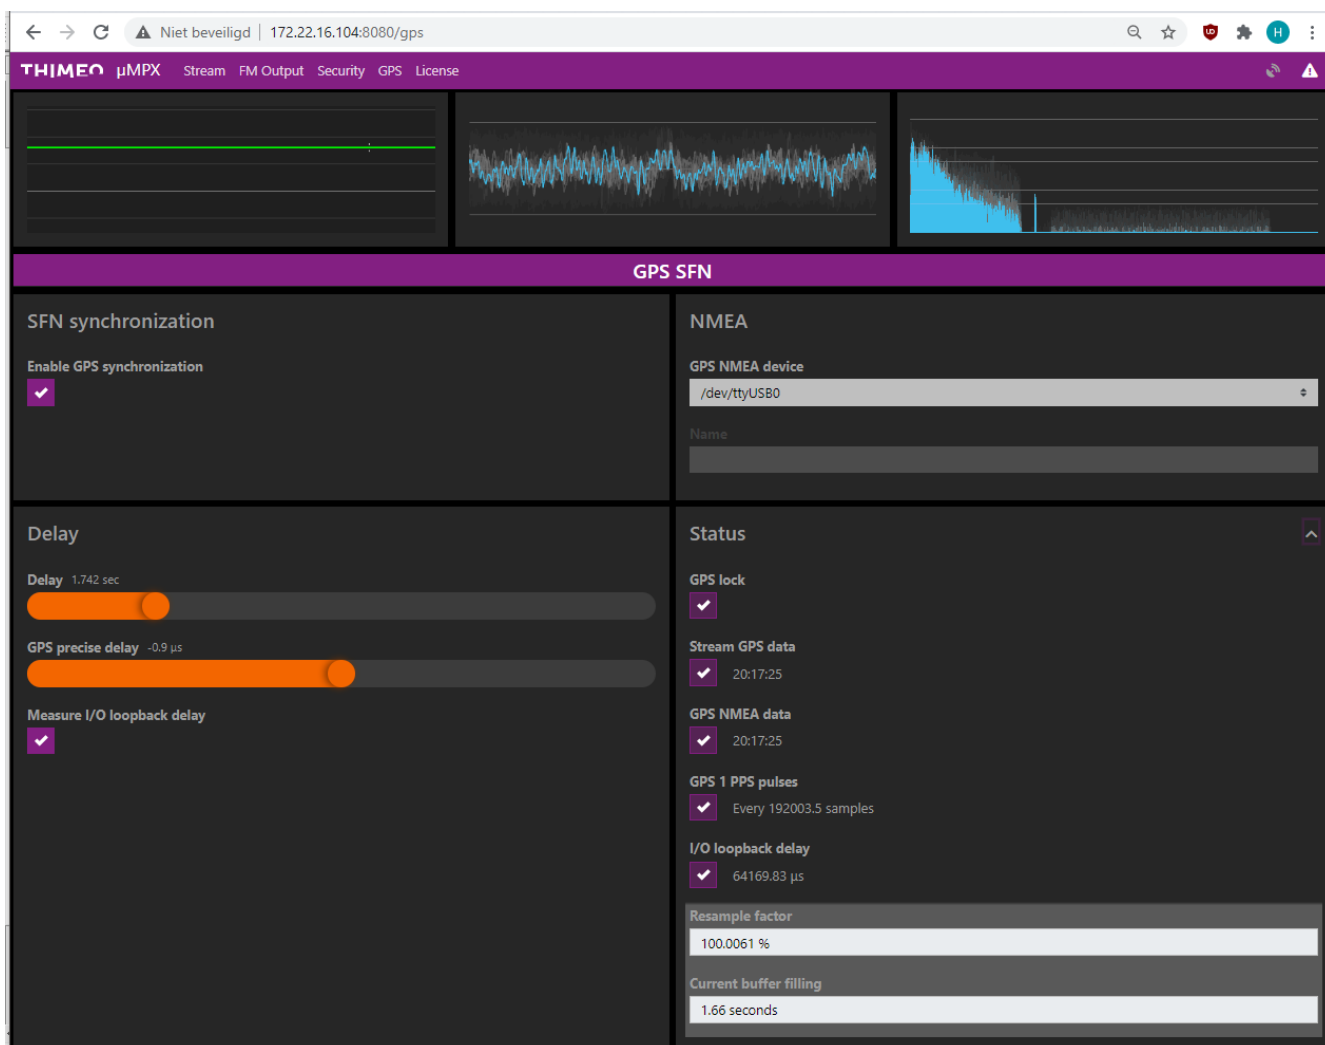 Niet beveiligd | 172.22.16.104:8080/gps
H
THIMEO µMPX Stream FM Output Security GPS License
GPS SFN
SFN synchronization
Enable GPS synchronization
NMEA
GPS NMEA device
/dev/ttyUSB0
Name
Delay
Delay 1.742 sec
GPS precise delay -0.9 µs
Measure I/O loopback delay
Status
GPS lock
Stream GPS data
20:17:25
GPS NMEA data
20:17:25
GPS 1 PPS pulses
Every 192003.5 samples
I/O loopback delay
64169.83 µs
Resample factor
100.0061 %
Current buffer filling
1.66 seconds